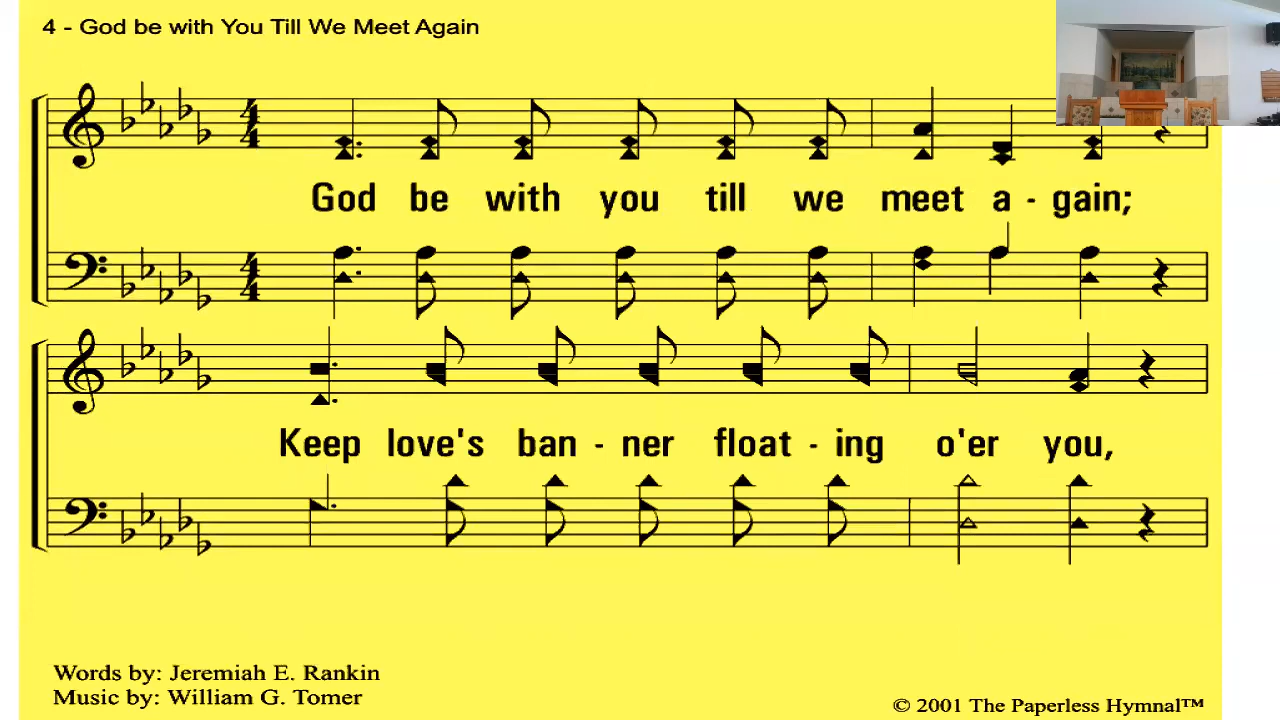 4 - God be with You Till We Meet Again
God be with you till we meet a - gain;
Keep love's ban - ner float - ing o'er you,
Words by: Jeremiah E. Rankin
Music by: William G. Tomer
© 2001 The Paperless Hymnal™